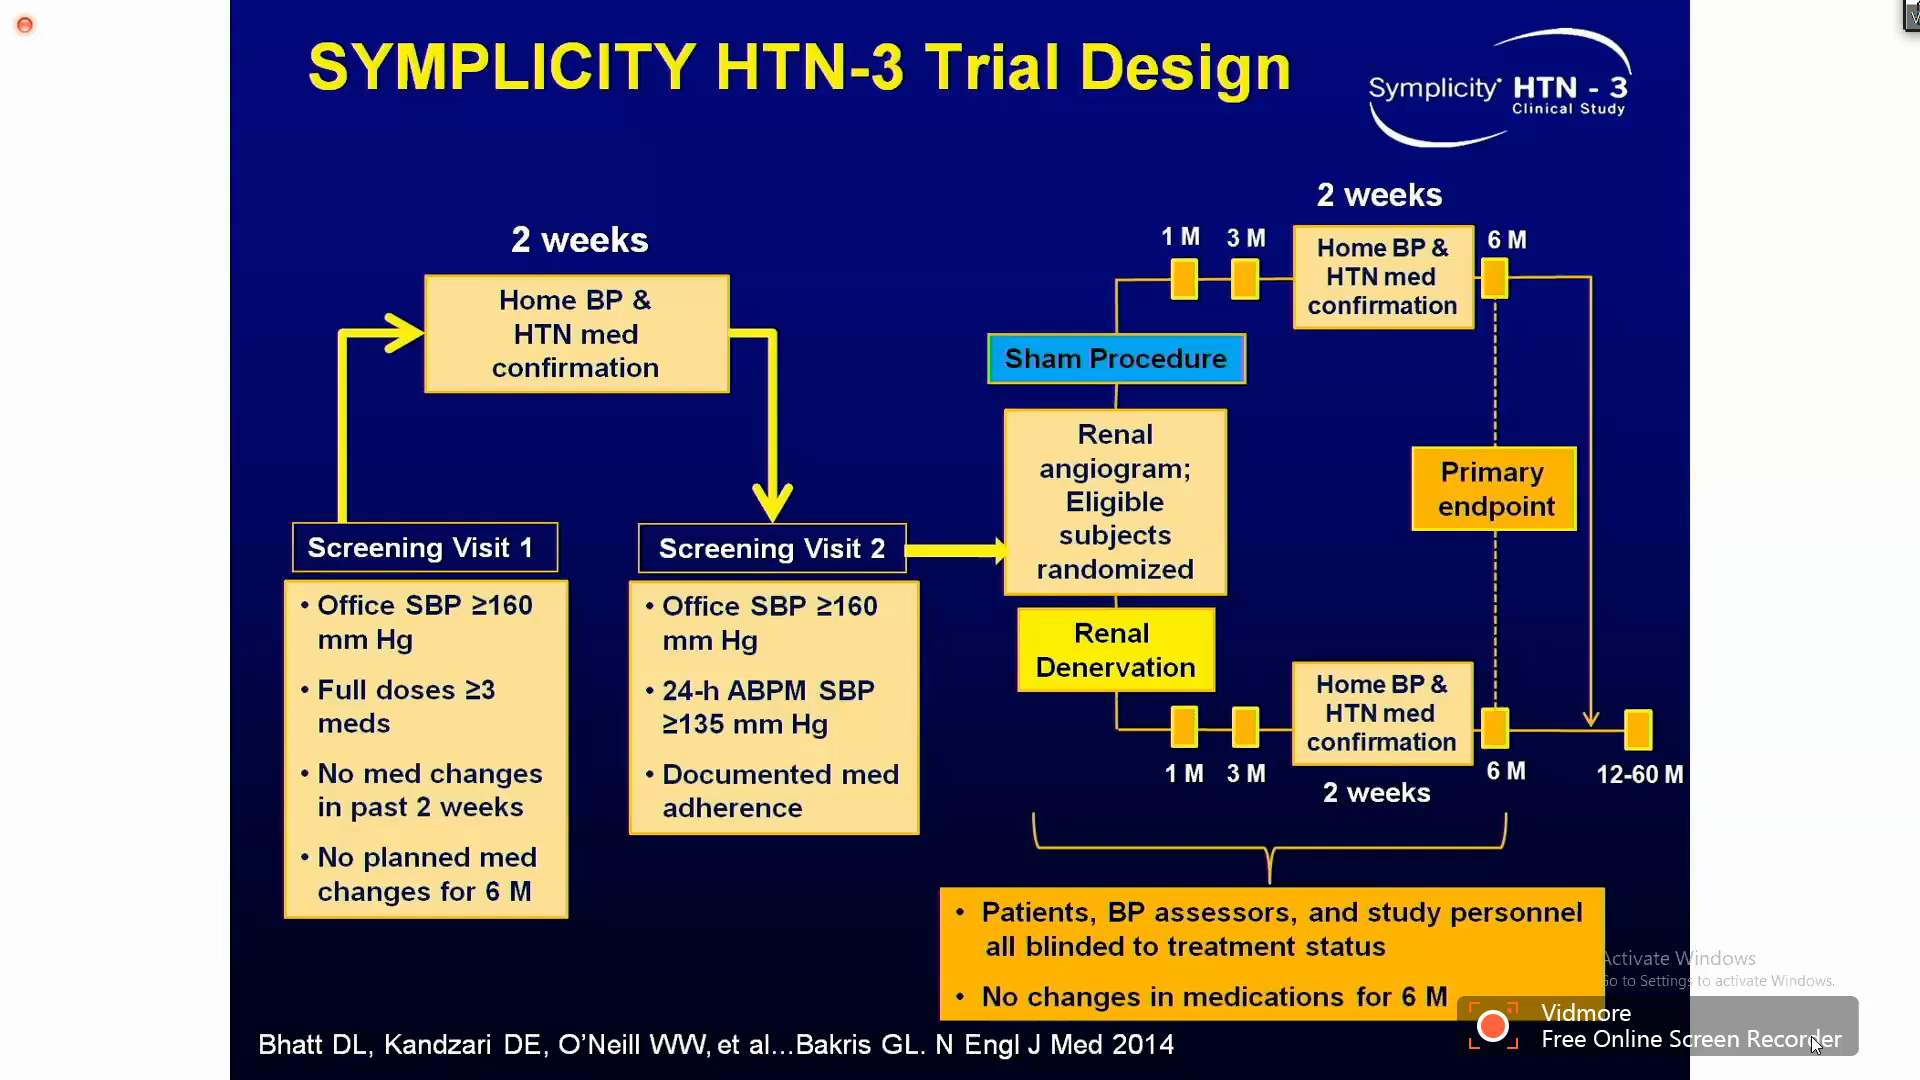 SYMPLICITY HTN-3 Trial Design
Symplicity HTN - 3
Clinical Study
2 weeks
Home BP &
HTN med
confirmation
Screening Visit 1
• Office SBP ≥160
mm Hg
• Full doses ≥3
meds
• No med changes
in past 2 weeks
• No planned med
changes for 6 M
Screening Visit 2
• Office SBP ≥160
mm Hg
• 24-h ABPM SBP
≥135 mm Hg
• Documented med
adherence
Sham Procedure
Renal
angiogram;
Eligible
subjects
randomized
Renal
Denervation
2 weeks
1 M 3 M
Home BP &
HTN med
confirmation
6 M
Primary
endpoint
Home BP &
HTN med
confirmation
1 M 3 M
2 weeks
6 M
12-60 M
• Patients, BP assessors, and study personnel
all blinded to treatment status
• No changes in medications for 6 M
Bhatt DL, Kandzari DE, O'Neill WW, et al...Bakris GL. N Engl J Med 2014
Activate Windows
Go to Settings to activate Windows.
Vidmore
Free Online Screen Recorder